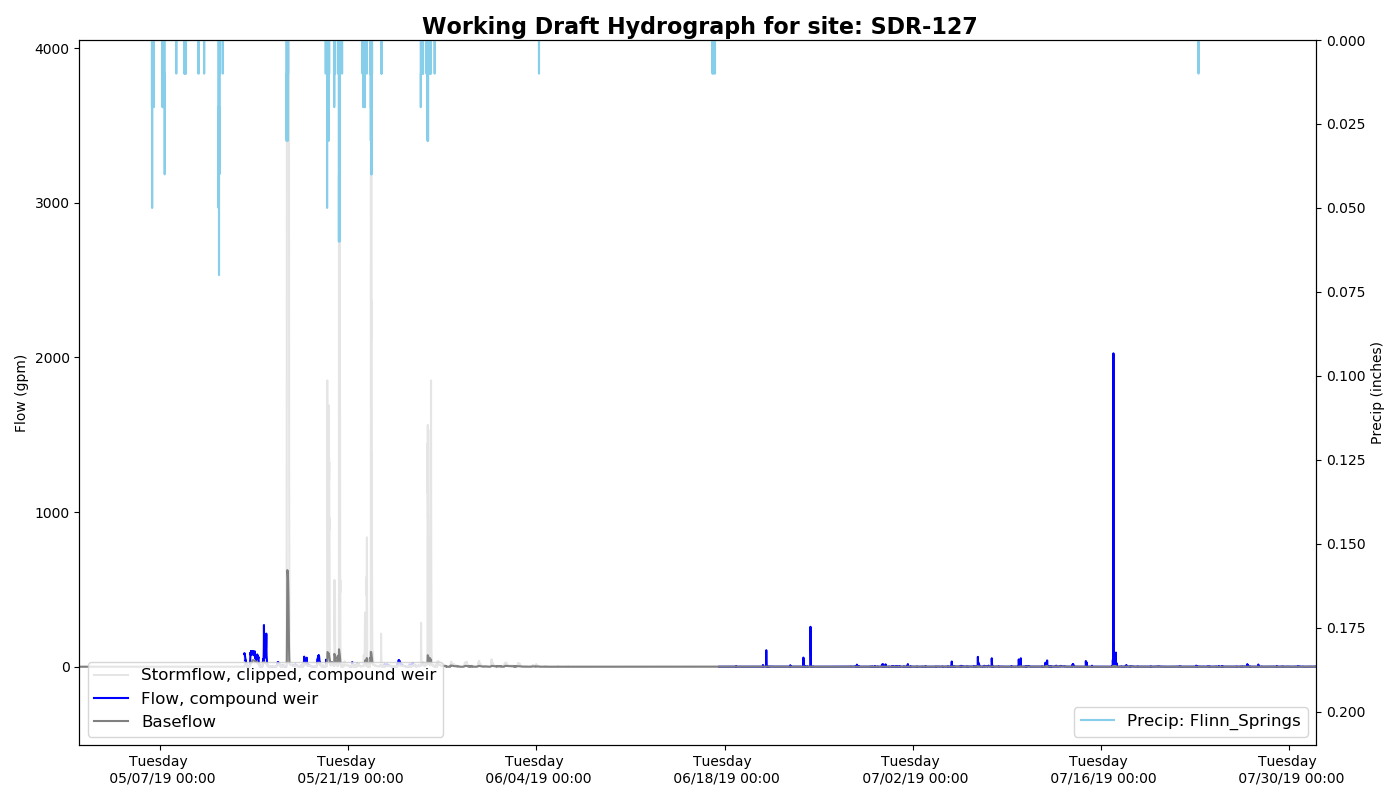 Working Draft Hydrograph for site: SDR-127
4000
3000
2000
1000
0
Flow (gpm)
0.000
0.025
0.050
0.075
0.100
0.125
0.150
0.175
0.200
Precip (inches)
Stormflow, clipped, compound weir
Flow, compound weir
Baseflow
Precip: Flinn_Springs
Tuesday
05/07/19 00:00
Tuesday
05/21/19 00:00
Tuesday
06/04/19 00:00
Tuesday
06/18/19 00:00
Tuesday
07/02/19 00:00
Tuesday
07/16/19 00:00
Tuesday
07/30/19 00:00